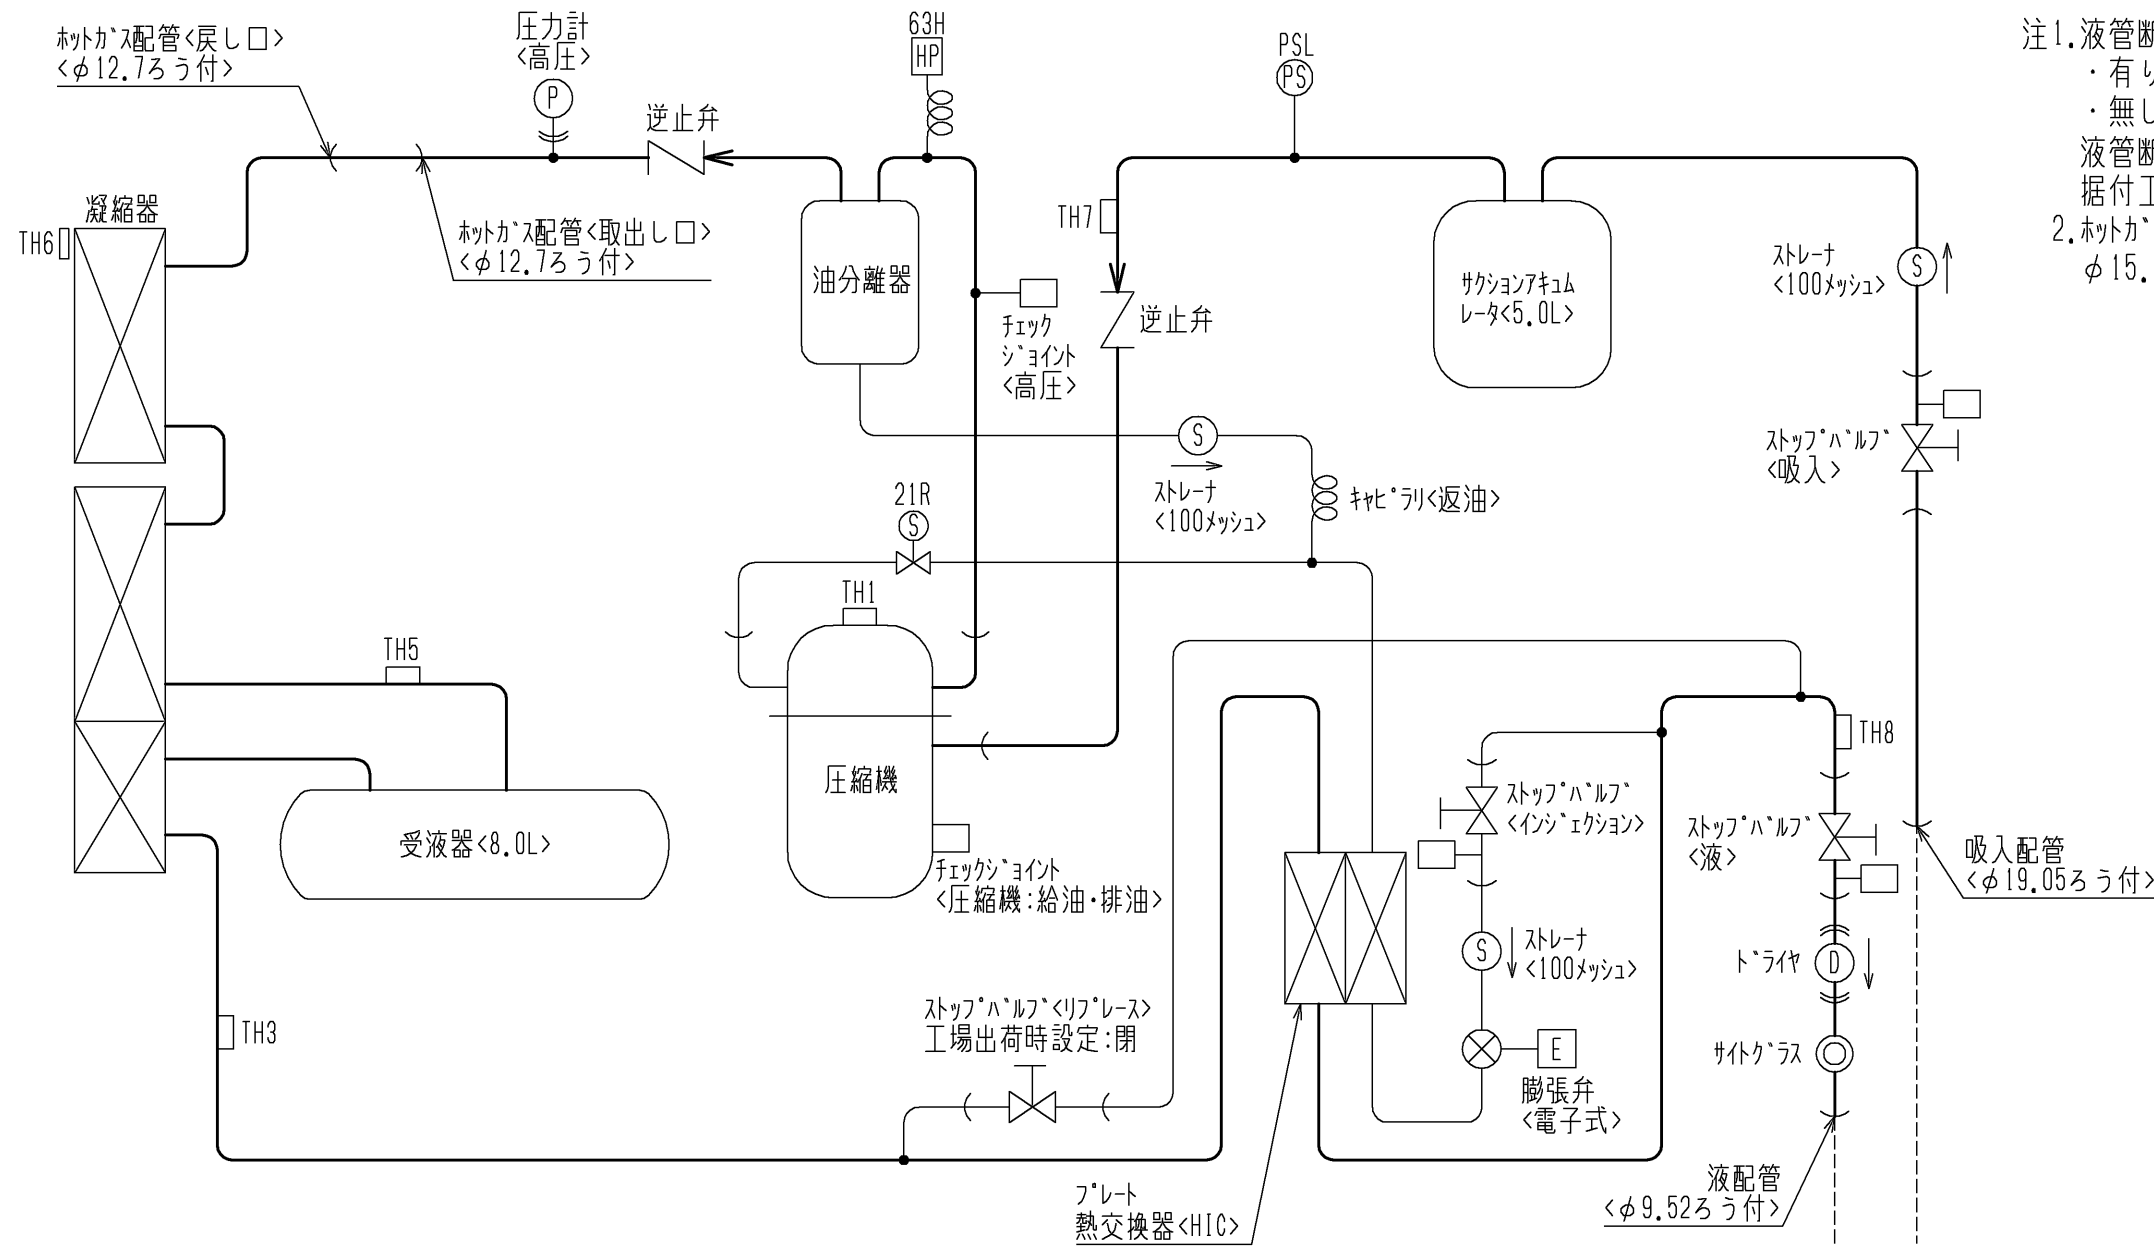 ﾎｯﾄｶﾞｽ配管<戻し口>
<φ12.7ろう付>
圧力計
<高圧>
P
逆止弁
63H
HP
PSL
PS
注1.液管断
・有り
・無し
液管断
据付工
2.ﾎｯﾄｶﾞ
φ15.
凝縮器
TH6
ﾎｯﾄｶﾞｽ配管<取出し口>
<φ12.7ろう付>
油分離器
TH7
逆止弁
ﾁｪｯｸ
ｼﾞｮｲﾝﾄ
<高圧>
ｻｸｼｮﾝｱｷｭﾑ
ﾚｰﾀ<5.0L>
ｽﾄﾚｰﾅ
<100ﾒｯｼｭ>
S
ｽﾄｯﾌﾟﾊﾞﾙﾌﾞ
<吸入>
S
ｽﾄﾚｰﾅ
<100ﾒｯｼｭ>
ｷｬﾋﾟﾗﾘ<返油>
21R
S
TH1
TH5
圧縮機
受液器<8.0L>
ﾁｪｯｸｼﾞｮｲﾝﾄ
<圧縮機:給油・排油>
TH8
ｽﾄｯﾌﾟﾊﾞﾙﾌﾞ
<ｲﾝｼﾞｪｸｼｮﾝ>
ｽﾄｯﾌﾟﾊﾞﾙﾌﾞ
<液>
吸入配管
<φ19.05ろう付>
S
ｽﾄﾚｰﾅ
<100ﾒｯｼｭ>
ﾄﾞﾗｲﾔ
D
TH3
ｽﾄｯﾌﾟﾊﾞﾙﾌﾞ<ﾘﾌﾟﾚｰｽ>
工場出荷時設定:閉
E
膨張弁
<電子式>
ｻｲﾄｸﾞﾗｽ
ﾌﾟﾚｰﾄ
熱交換器<HIC>
液配管
<φ9.52ろう付>